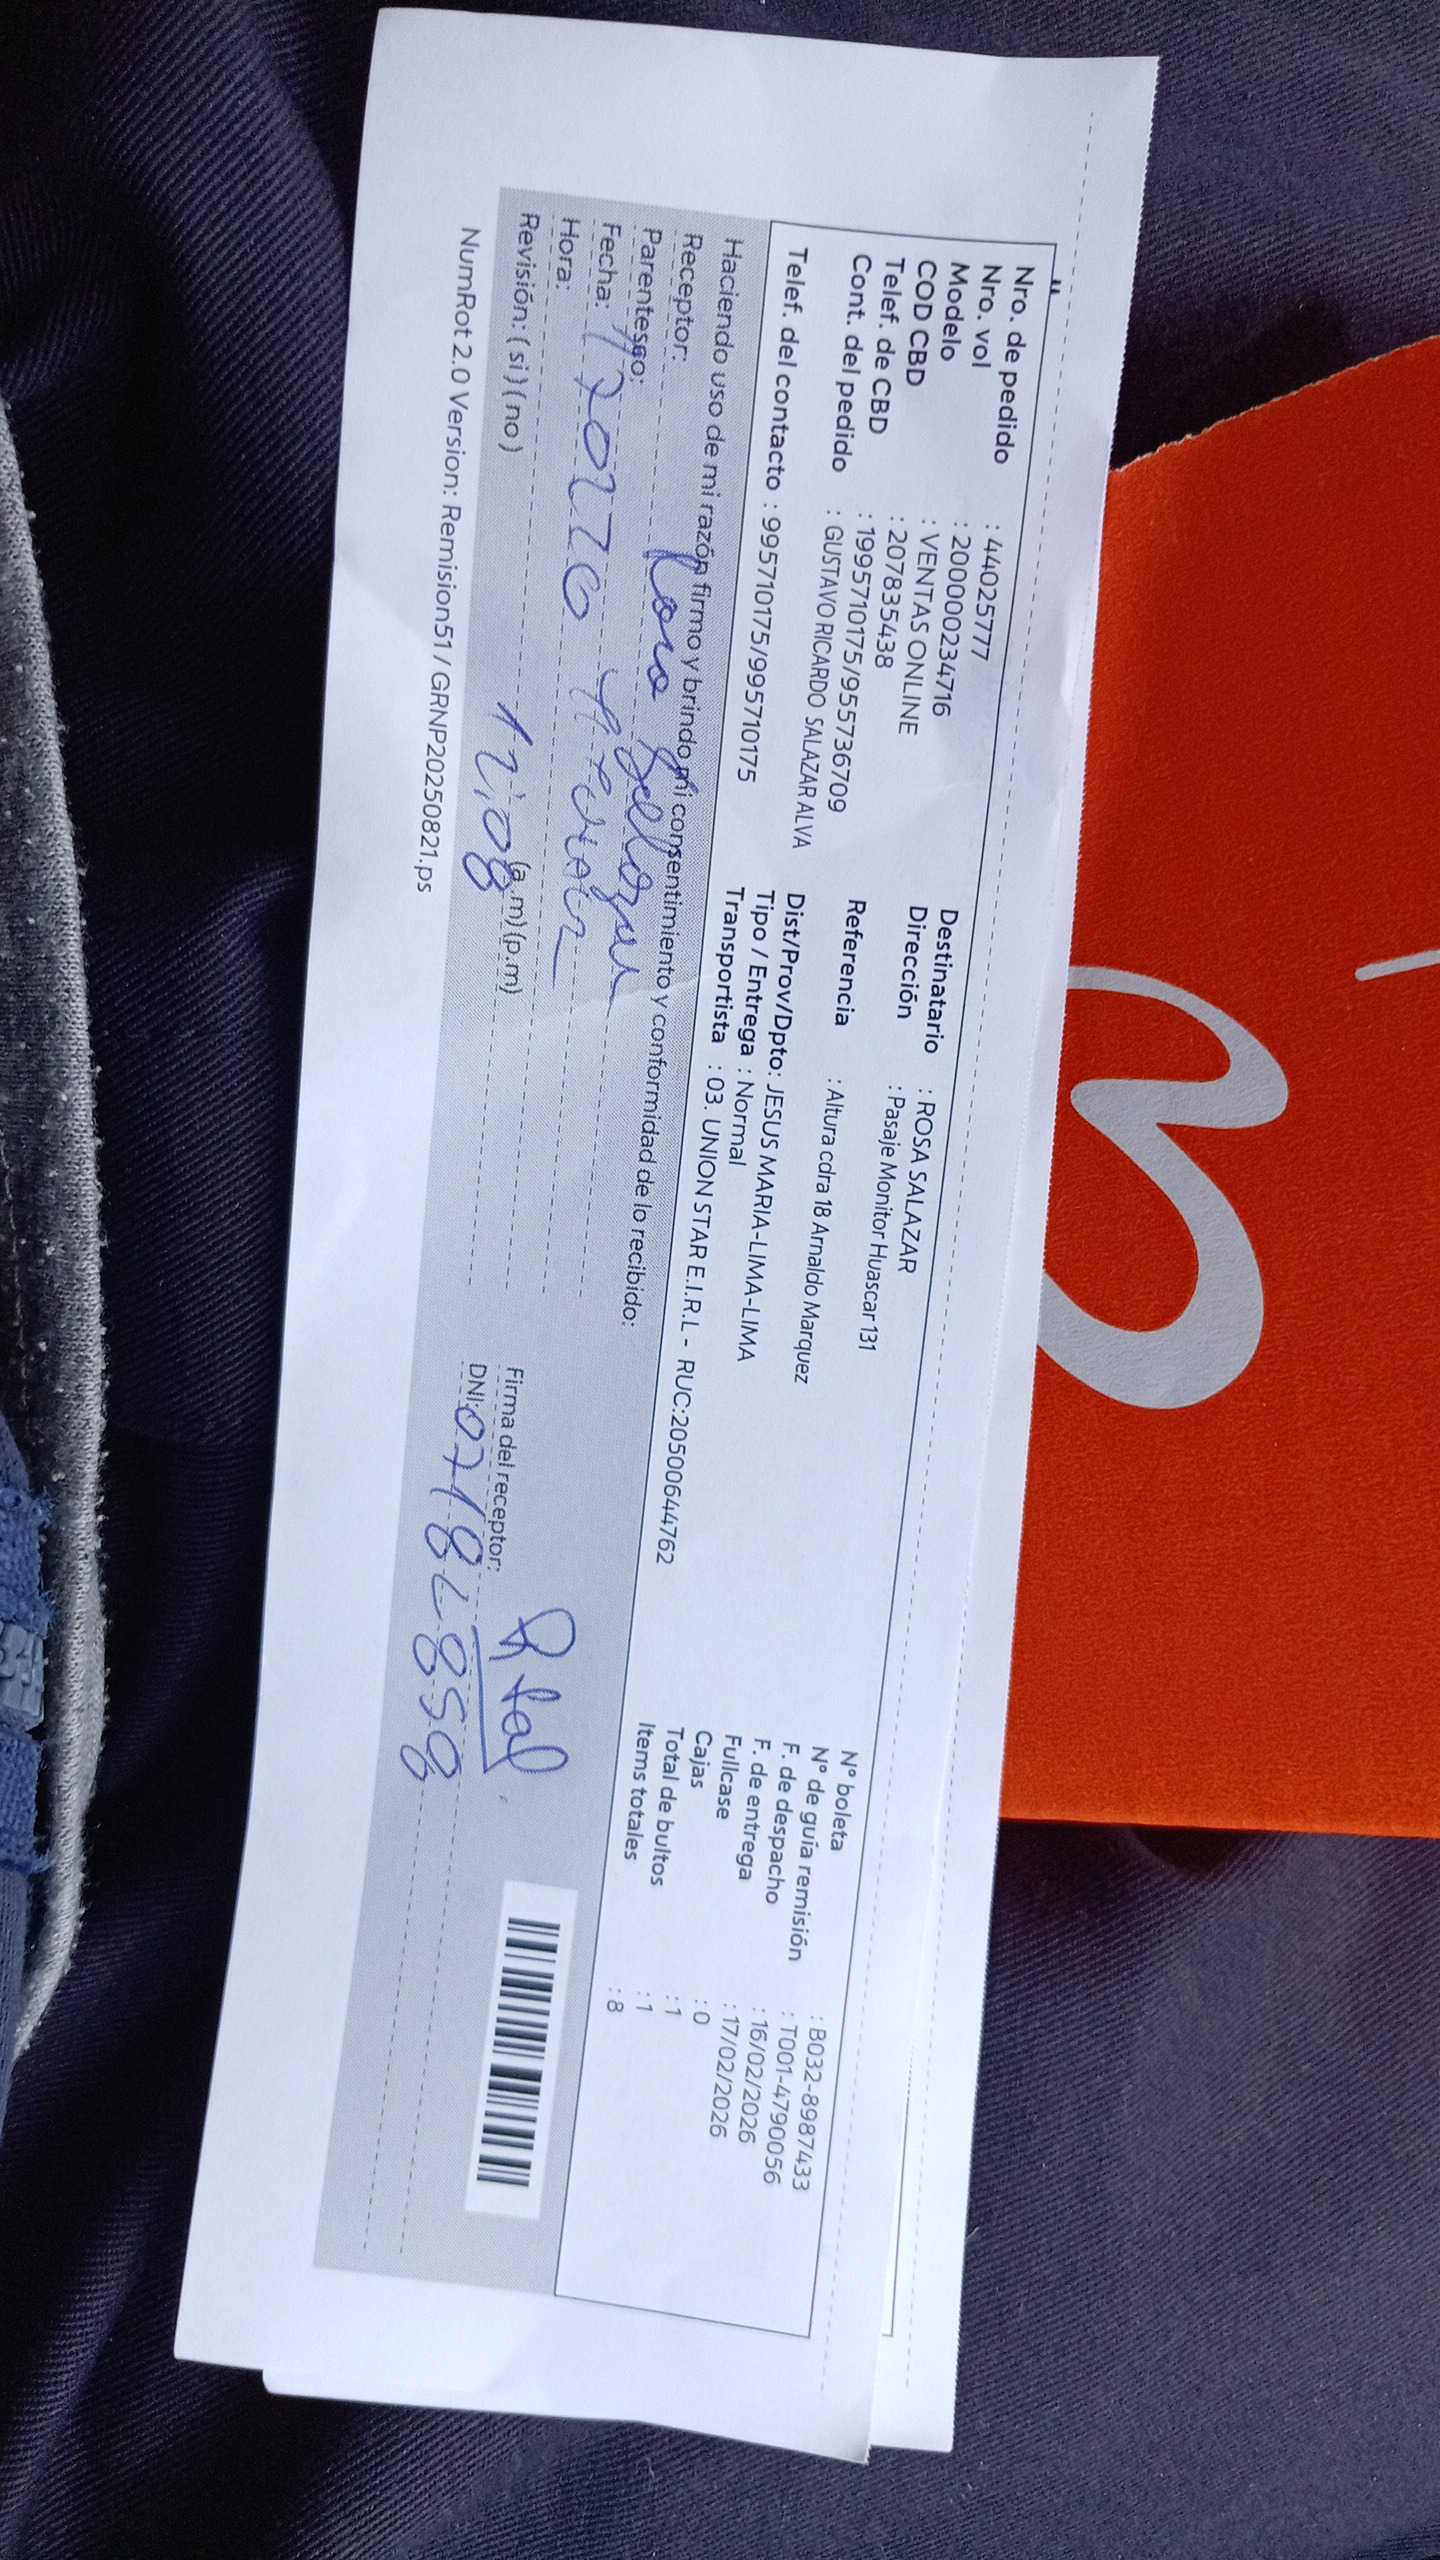 Nro. de pedido : 44025777
Nro. vol : 200000234716
Modelo : VENTAS ONLINE
COD CBD : 207835438
Telef. de CBD : 1995710175/955736709
Cont. del pedido : GUSTAVO RICARDO SALAZAR ALVA
Telef. del contacto : 995710175/995710175
Destinatario : ROSA SALAZAR
Dirección : Pasaje Monitor Huascar 131
Referencia : Altura cdra 18 Arnaldo Marquez
Dist/Prov/Dpto: JESUS MARIA-LIMA-LIMA
Tipo / Entrega : Normal
Transportista : 03. UNION STAR E.I.R.L - RUC:20500644762
N° boleta : B032-8987433
N° de guía remisión : T001-4790056
F. de despacho : 16/02/2026
F. de entrega : 17/02/2026
Fullcase : 0
Cajas : 1
Total de bultos : 1
Items totales : 8
Haciendo uso de mi razón firmo y brindo mi consentimiento y conformidad de lo recibido:
Receptor:
Parentesco:
Fecha:
Hora: 12:08 (a.m) (p.m)
Revisión: ( si ) ( no )
Firma del receptor:
DNI: 07182859
NumRot 2.0 Version: Remision51 / GRNP20250821.ps